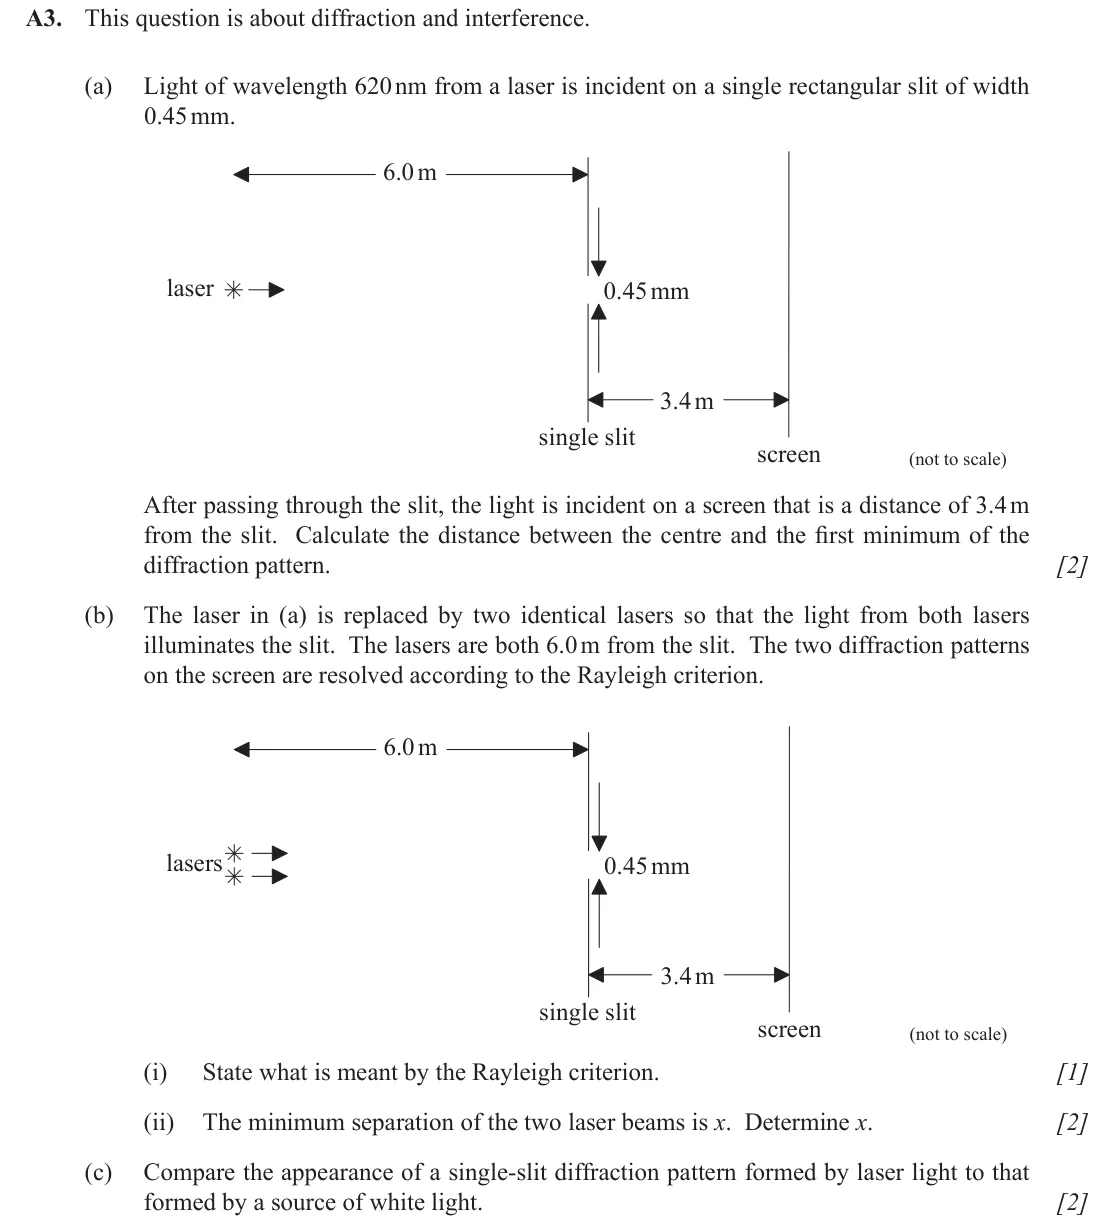 A3. This question is about diffraction and interference.
(a) Light of wavelength 620 nm from a laser is incident on a single rectangular slit of width
0.45 mm.
6.0 m
laser
0.45 mm
3.4 m
single slit
screen
(not to scale)
After passing through the slit, the light is incident on a screen that is a distance of 3.4 m
from the slit. Calculate the distance between the centre and the first minimum of the
diffraction pattern. [2]
(b) The laser in (a) is replaced by two identical lasers so that the light from both lasers
illuminates the slit. The lasers are both 6.0 m from the slit. The two diffraction patterns
on the screen are resolved according to the Rayleigh criterion.
6.0 m
lasers
0.45 mm
3.4 m
single slit
screen
(not to scale)
(i) State what is meant by the Rayleigh criterion. [1]
(ii) The minimum separation of the two laser beams is x. Determine x. [2]
(c) Compare the appearance of a single-slit diffraction pattern formed by laser light to that
formed by a source of white light. [2]